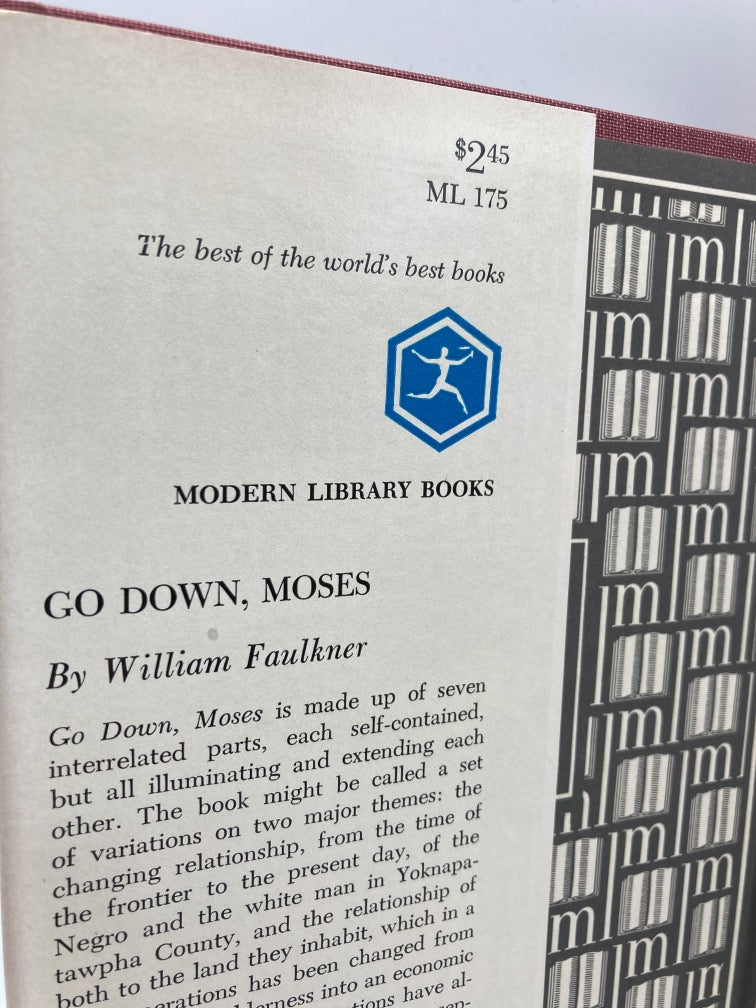 $2.45
ML 175
The best of the world's best books
MODERN LIBRARY BOOKS
GO DOWN, MOSES
By William Faulkner
Go Down, Moses is made up of seven
interrelated parts, each self-contained,
but all illuminating and extending each
other. The book might be called a set
of variations on two major themes: the
changing relationship, from the time of
the frontier to the present day, of the
Negro and the white man in Yoknapa-
tawpha County, and the relationship of
both to the land they inhabit, which in a
erations has been changed from
into an economic
have al-